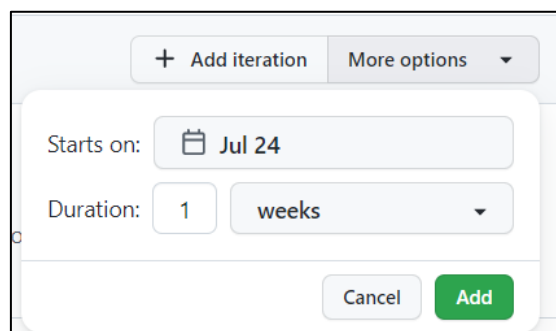 + Add iteration More options
Starts on: Jul 24
Duration: 1 weeks
Cancel Add